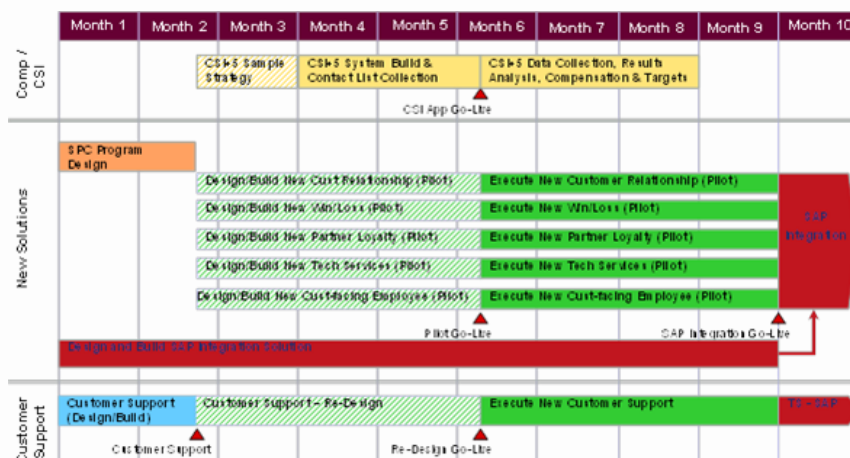 Month 1 Month 2 Month 3 Month 4 Month 5 Month 6 Month 7 Month 8 Month 9 Month 10
Comp /
CSI
CSI-5 Sample
Strategy
CSI-5 System Build &
Contact List Collection
CSI-5 Data Collection, Results
Analysis, Compensation & Targets
CSI App Go-Live
New Solutions
SPC Program
Design
Design/Build New Cust Relationship (Pilot)
Execute New Customer Relationship (Pilot)
Design/Build New Win/Loss (Pilot)
Execute New Win/Loss (Pilot)
Design/Build New Partner Loyalty (Pilot)
Execute New Partner Loyalty (Pilot)
Design/Build New Tech Services (Pilot)
Execute New Tech Services (Pilot)
Design/Build New Cust-facing Employee (Pilot)
Execute New Cust-facing Employee (Pilot)
SAP
Integration
Pilot Go-Live
SAP Integration Go-Live
Design and Build SAP Integration Solution
Customer
Support
Customer Support
(Design/Build)
Customer Support - Re-Design
Execute New Customer Support
TS - SAP
Customer Support
Re-Design Go-Live